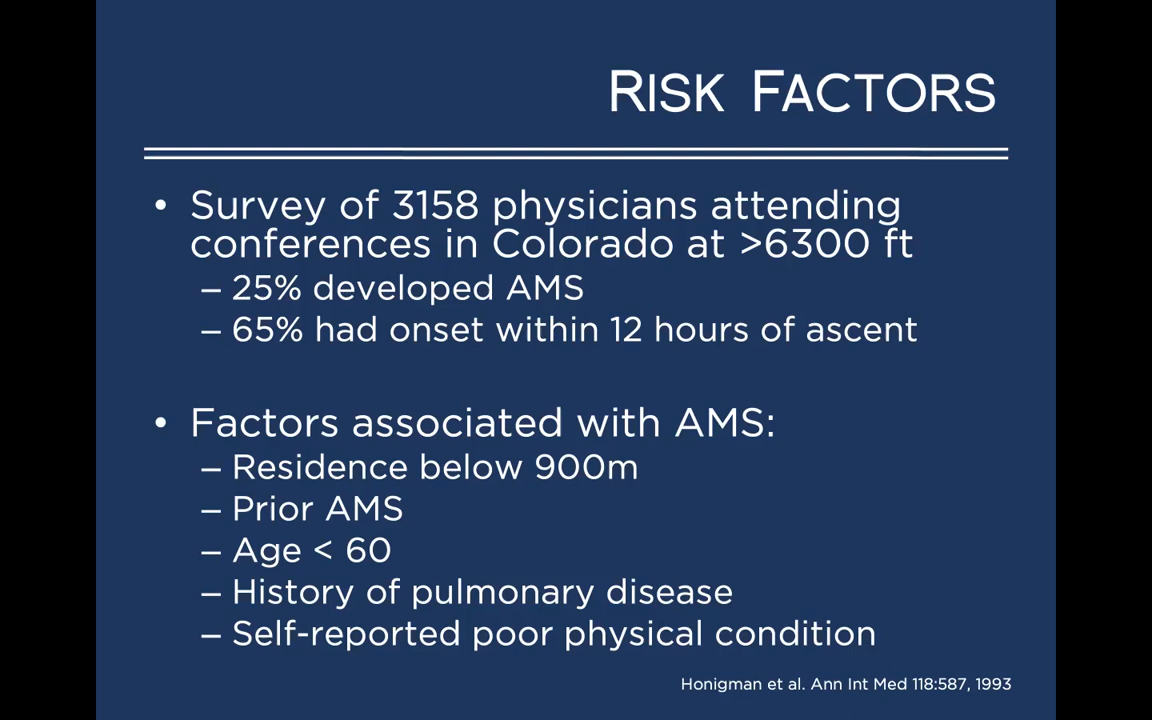 RISK FACTORS
• Survey of 3158 physicians attending
conferences in Colorado at >6300 ft
– 25% developed AMS
– 65% had onset within 12 hours of ascent
• Factors associated with AMS:
– Residence below 900m
– Prior AMS
– Age < 60
– History of pulmonary disease
– Self-reported poor physical condition
Honigman et al. Ann Int Med 118:587, 1993